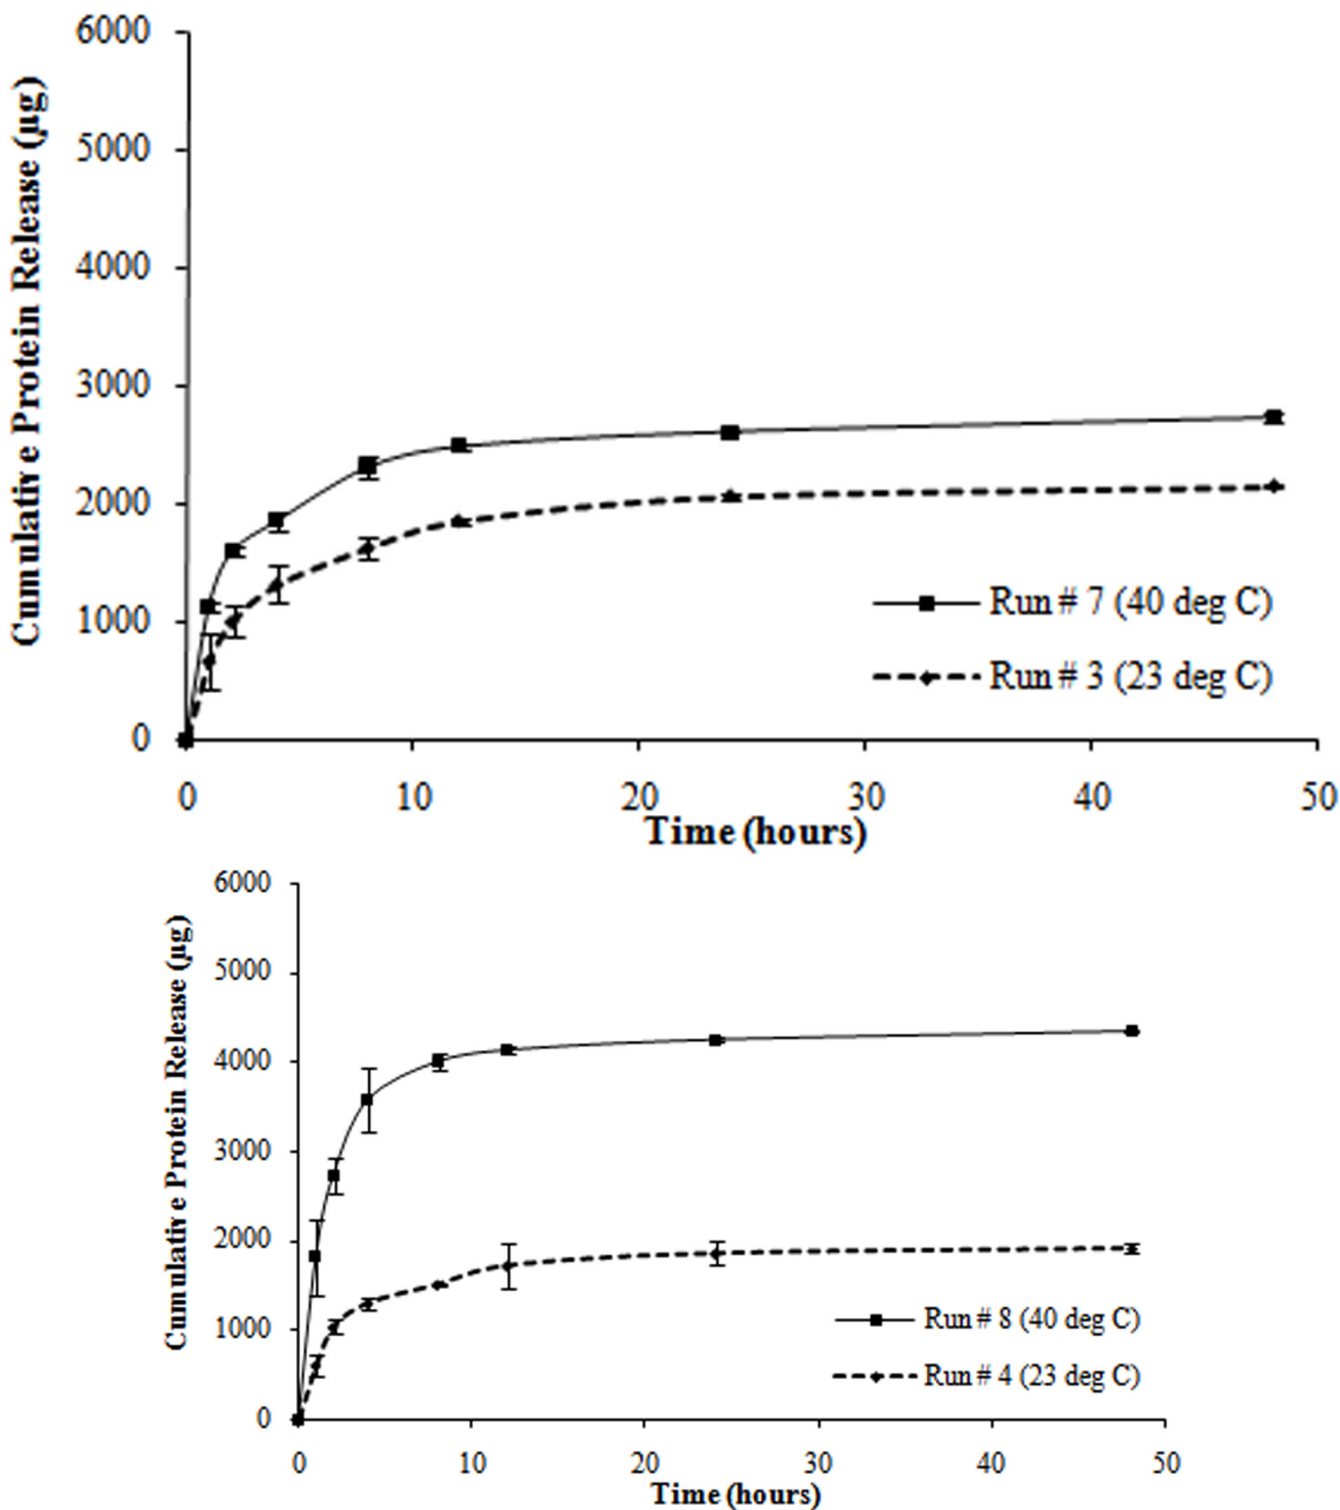 6000
5000
4000
3000
2000
1000
0
Cumulative Protein Release (µg)
Run # 7 (40 deg C)
Run # 3 (23 deg C)
0 10 20 30 40 50
Time (hours)
6000
5000
4000
3000
2000
1000
0
Cumulative Protein Release (µg)
Run # 8 (40 deg C)
Run # 4 (23 deg C)
0 10 20 30 40 50
Time (hours)